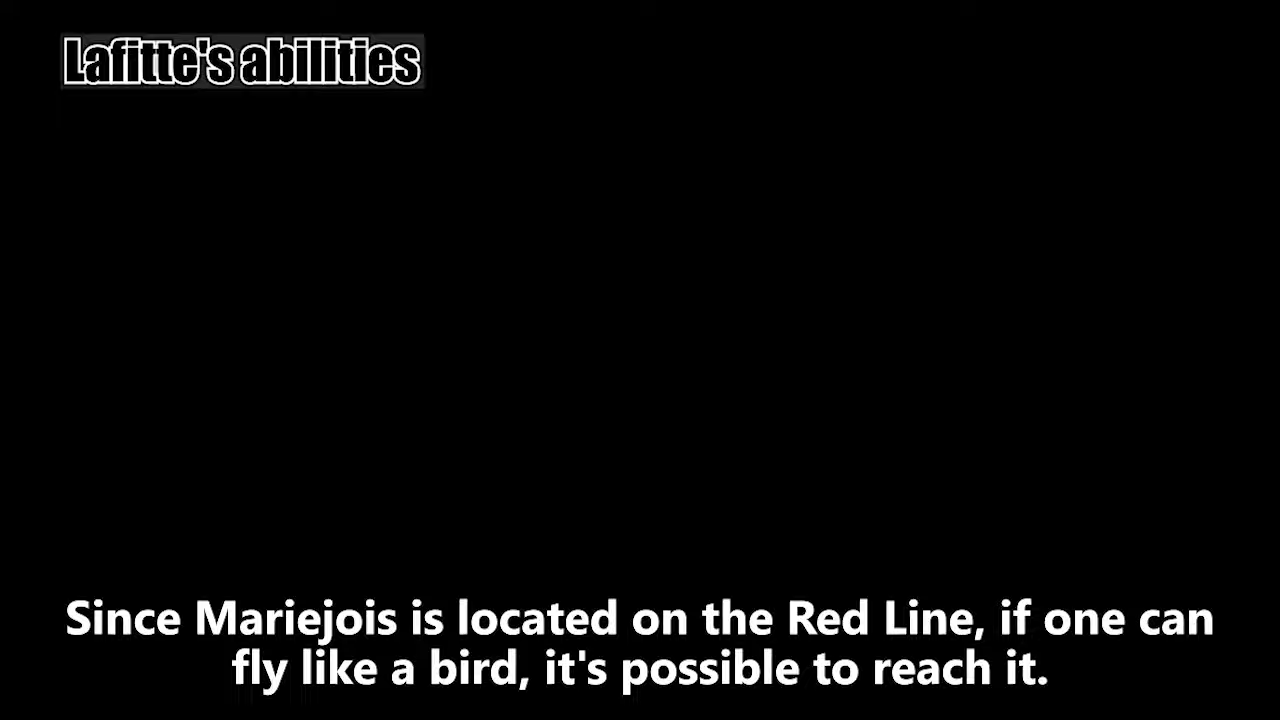 Lafitte's abilities
Since Mariejois is located on the Red Line, if one can
fly like a bird, it's possible to reach it.